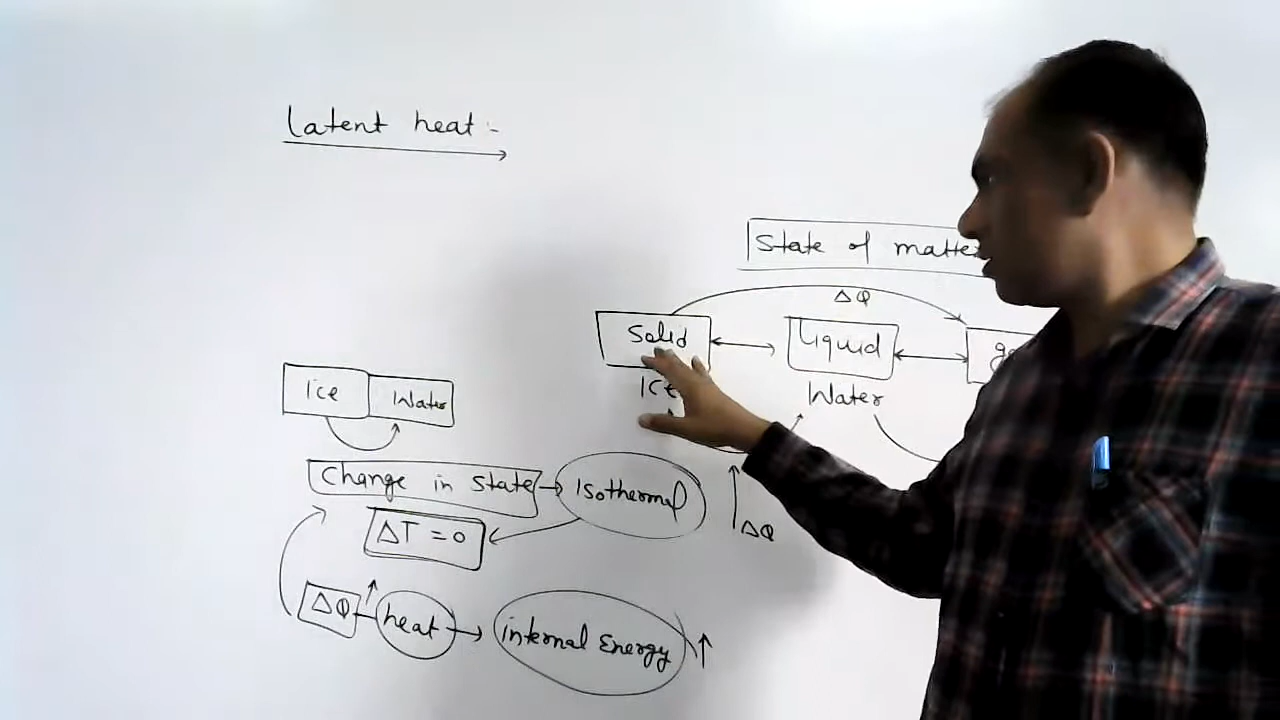 Latent heat :-
State of matter
ΔQ
Solid
Liquid
Ice
Water
Ice
Water
Change in State → Isothermal
ΔT = 0
ΔQ
ΔQ heat → internal Energy ↑